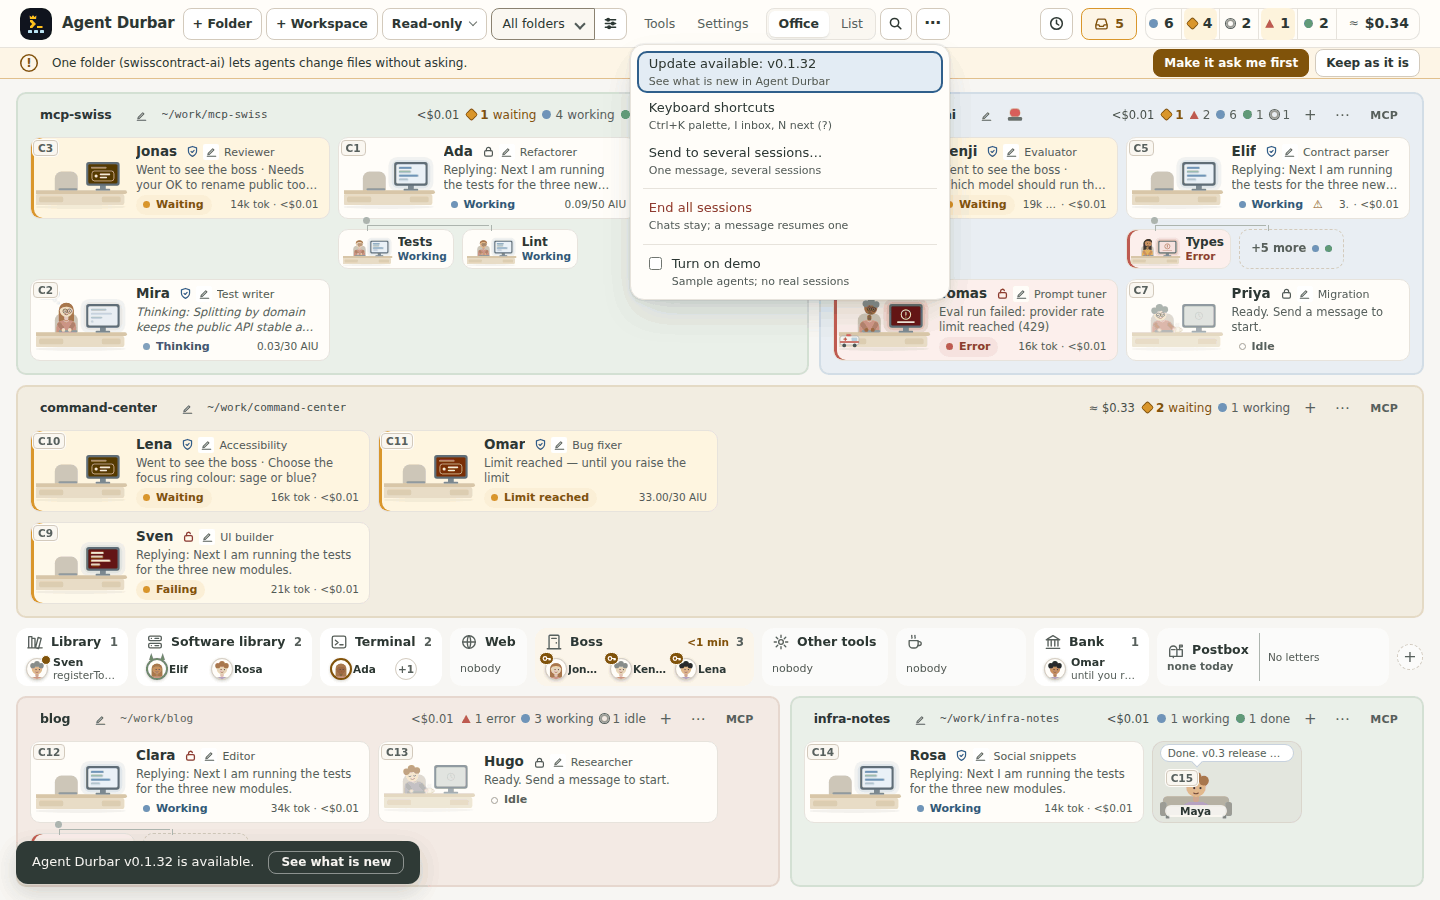 Agent Durbar
+ Folder
+ Workspace
Read-only
All folders
Tools
Settings
Office
List
5
6
4
2
1
2
≈ $0.34
One folder (swisscontract-ai) lets agents change files without asking.
Make it ask me first
Keep as it is
Update available: v0.1.32
See what is new in Agent Durbar
Keyboard shortcuts
Ctrl+K palette, I inbox, N next (?)
Send to several sessions…
One message, several sessions
End all sessions
Chats stay; a message resumes one
Turn on demo
Sample agents; no real sessions
mcp-swiss
~/work/mcp-swiss
<$0.01
1 waiting
4 working
C3
Jonas
Reviewer
Went to see the boss · Needs
your OK to rename public too…
Waiting
14k tok · <$0.01
C1
Ada
Refactorer
Replying: Next I am running
the tests for the three new…
Working
0.09/50 AIU
Tests
Working
Lint
Working
C2
Mira
Test writer
Thinking: Splitting by domain
keeps the public API stable a…
Thinking
0.03/30 AIU
<$0.01
1
2
6
1
1
+
MCP
Evaluator
Waiting
19k … · <$0.01
C5
Elif
Contract parser
Replying: Next I am running
the tests for the three new…
Working
3. · <$0.01
Types
Error
+5 more
Prompt tuner
Eval run failed: provider rate
limit reached (429)
Error
16k tok · <$0.01
C7
Priya
Migration
Ready. Send a message to
start.
Idle
command-center
~/work/command-center
≈ $0.33
2 waiting
1 working
+
MCP
C10
Lena
Accessibility
Went to see the boss · Choose the
focus ring colour: sage or blue?
Waiting
16k tok · <$0.01
C11
Omar
Bug fixer
Limit reached — until you raise the
limit
Limit reached
33.00/30 AIU
C9
Sven
UI builder
Replying: Next I am running the tests
for the three new modules.
Failing
21k tok · <$0.01
Library 1
Sven
registerTo…
Software library 2
Elif
Rosa
Terminal 2
Ada
+1
Web
nobody
Boss
<1 min 3
Jon…
Ken…
Lena
Other tools
nobody
nobody
Bank 1
Omar
until you r…
Postbox
none today
No letters
+
blog
~/work/blog
<$0.01
1 error
3 working
1 idle
+
MCP
C12
Clara
Editor
Replying: Next I am running the tests
for the three new modules.
Working
34k tok · <$0.01
C13
Hugo
Researcher
Ready. Send a message to start.
Idle
infra-notes
~/work/infra-notes
<$0.01
1 working
1 done
+
MCP
C14
Rosa
Social snippets
Replying: Next I am running the tests
for the three new modules.
Working
14k tok · <$0.01
Done. v0.3 release …
C15
Maya
Agent Durbar v0.1.32 is available.
See what is new